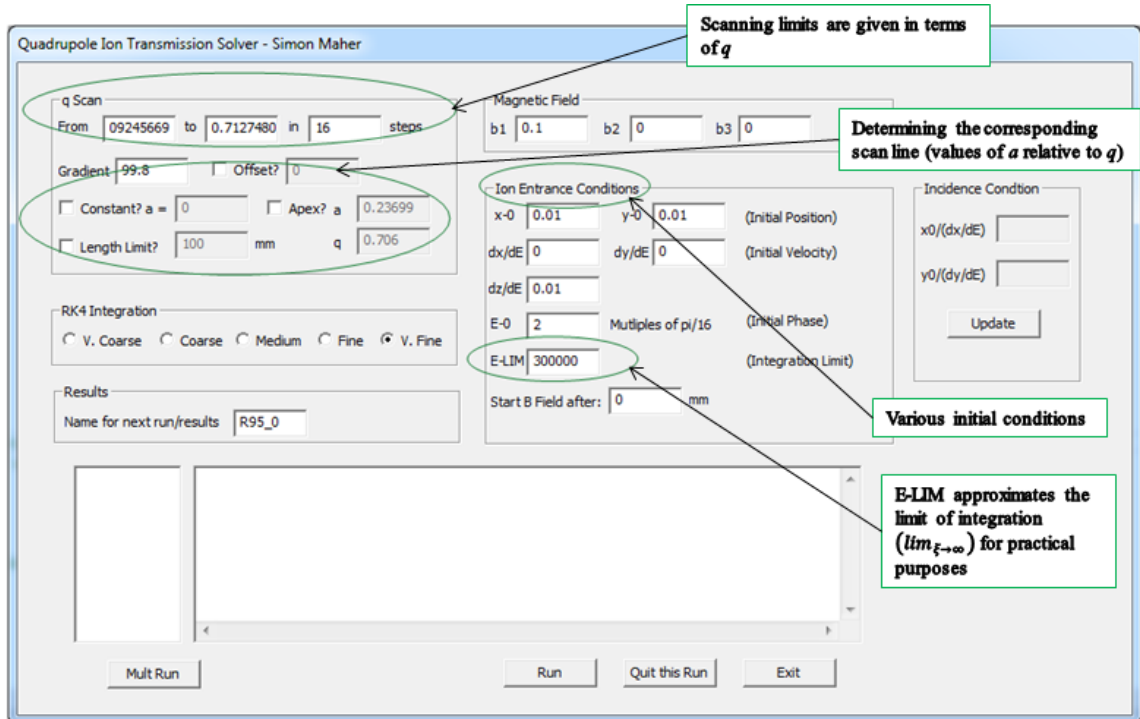 Scanning limits are given in terms
of q
Quadrupole Ion Transmission Solver - Simon Maher
q Scan
From 09245669 to 0.7127480 in 16 steps
Gradient 99.8 Offset? 0
Constant? a = 0 Apex? a 0.23699
Length Limit? 100 mm q 0.706
Magnetic Field
b1 0.1 b2 0 b3 0
Determining the corresponding
scan line (values of a relative to q)
Ion Entrance Conditions
x-0 0.01 y-0 0.01 (Initial Position)
dx/dE 0 dy/dE 0 (Initial Velocity)
dz/dE 0.01
E-0 2 Mutliples of pi/16 (Initial Phase)
E-LIM 300000 (Integration Limit)
Start B Field after: 0 mm
Incidence Condtion
x0/(dx/dE)
y0/(dy/dE)
Update
RK4 Integration
V. Coarse Coarse Medium Fine V. Fine
Results
Name for next run/results R95_0
Various initial conditions
E-LIM approximates the
limit of integration
(lim ξ→∞) for practical
purposes
Mult Run Run Quit this Run Exit